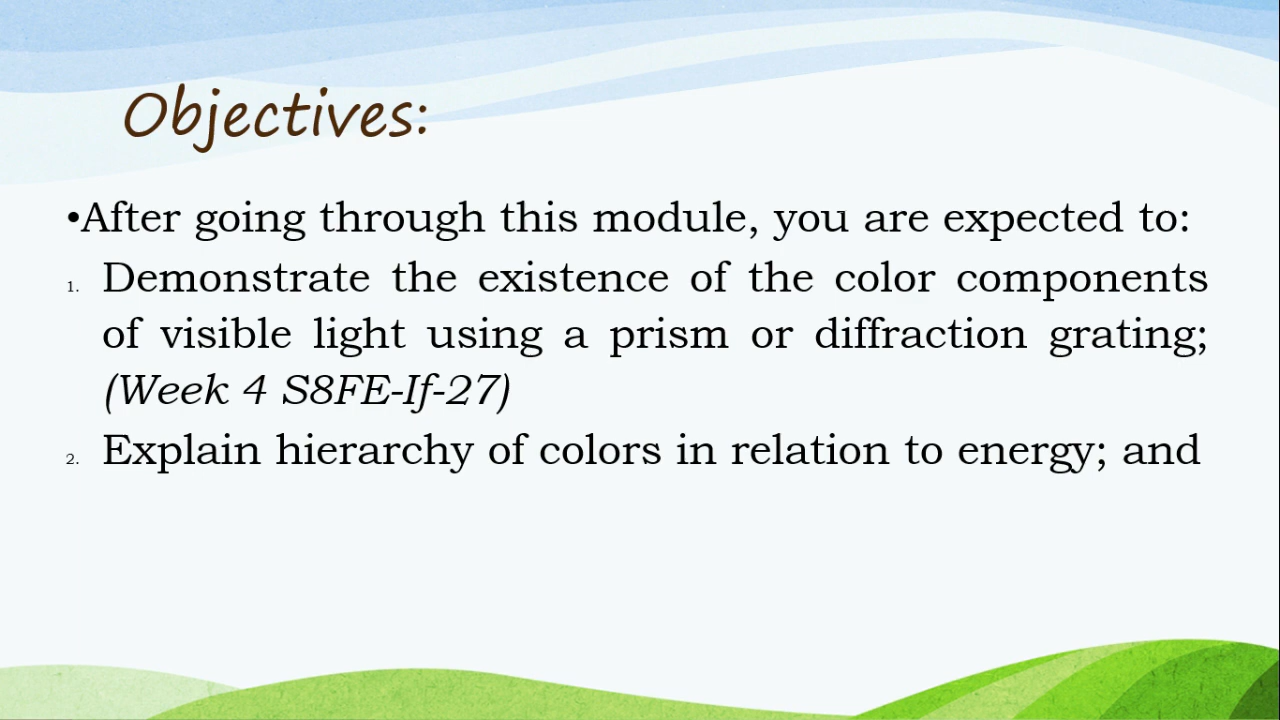 Objectives:
•After going through this module, you are expected to:
1. Demonstrate the existence of the color components
of visible light using a prism or diffraction grating;
(Week 4 S8FE-If-27)
2. Explain hierarchy of colors in relation to energy; and